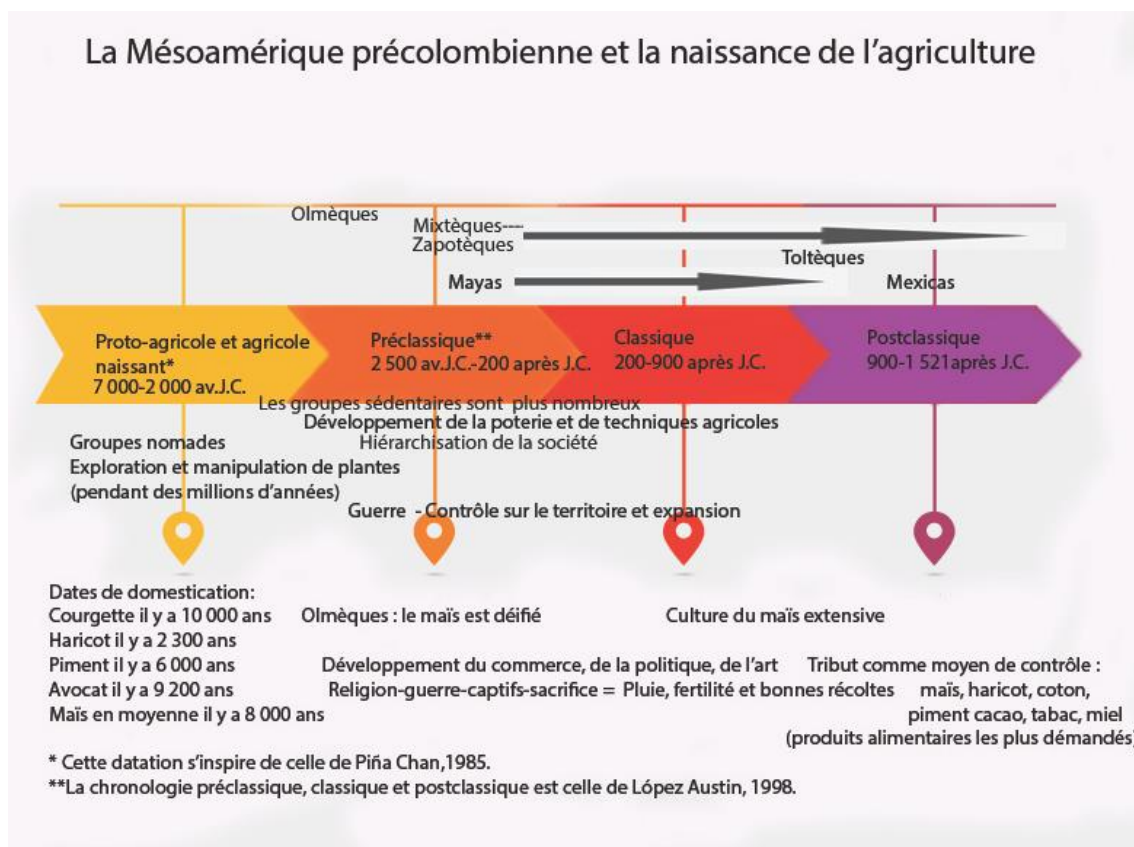 La Mésoamérique précolombienne et la naissance de l'agriculture
Olmèques
Mixtèques----
Zapotèques
Toltèques
Mayas
Mexicas
Proto-agricole et agricole
naissant*
7 000-2 000 av.J.C.
Préclassique**
2 500 av.J.C.-200 après J.C.
Classique
200-900 après J.C.
Postclassique
900-1 521après J.C.
Les groupes sédentaires sont plus nombreux
Développement de la poterie et de techniques agricoles
Hiérarchisation de la société
Groupes nomades
Exploration et manipulation de plantes
(pendant des millions d'années)
Guerre - Contrôle sur le territoire et expansion
Dates de domestication:
Courgette il y a 10 000 ans
Haricot il y a 2 300 ans
Piment il y a 6 000 ans
Avocat il y a 9 200 ans
Maïs en moyenne il y a 8 000 ans
Olmèques : le maïs est déifié
Culture du maïs extensive
Développement du commerce, de la politique, de l'art
Religion-guerre-captifs-sacrifice = Pluie, fertilité et bonnes récoltes
Tribut comme moyen de contrôle :
maïs, haricot, coton,
piment cacao, tabac, miel
(produits alimentaires les plus démandés)
* Cette datation s'inspire de celle de Piña Chan,1985.
**La chronologie préclassique, classique et postclassique est celle de López Austin, 1998.